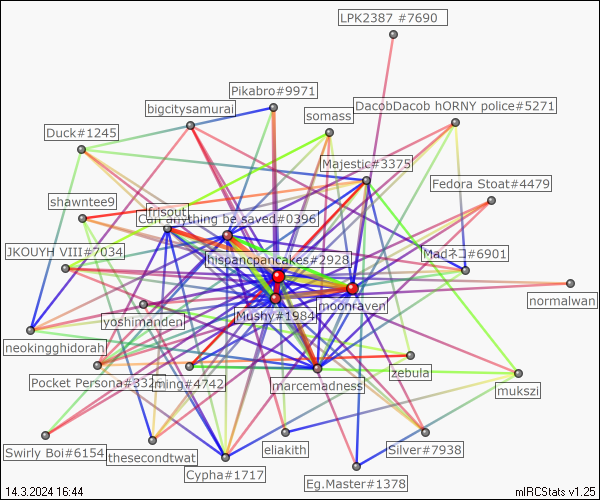 LPK2387 #7690
Pikabro#9971
bigcitysamurai
somass
DacobDacob hORNY police#5271
Duck#1245
Majestic#3375
Fedora Stoat#4479
shawntee9
frisout
Can anything be saved#0396
JKOUYH VIII#7034
hispancpancakes#2928
Madネコ#6901
normalwan
moonraven
Mushy#1984
yoshimanden
neokingghidorah
zebula
Pocket Persona#332
ming#4742
marcemadness
mukszi
Swirly Boi#6154
thesecondtwat
eliakith
Silver#7938
Cypha#1717
Eg.Master#1378
14.3.2024 16:44
mIRCStats v1.25